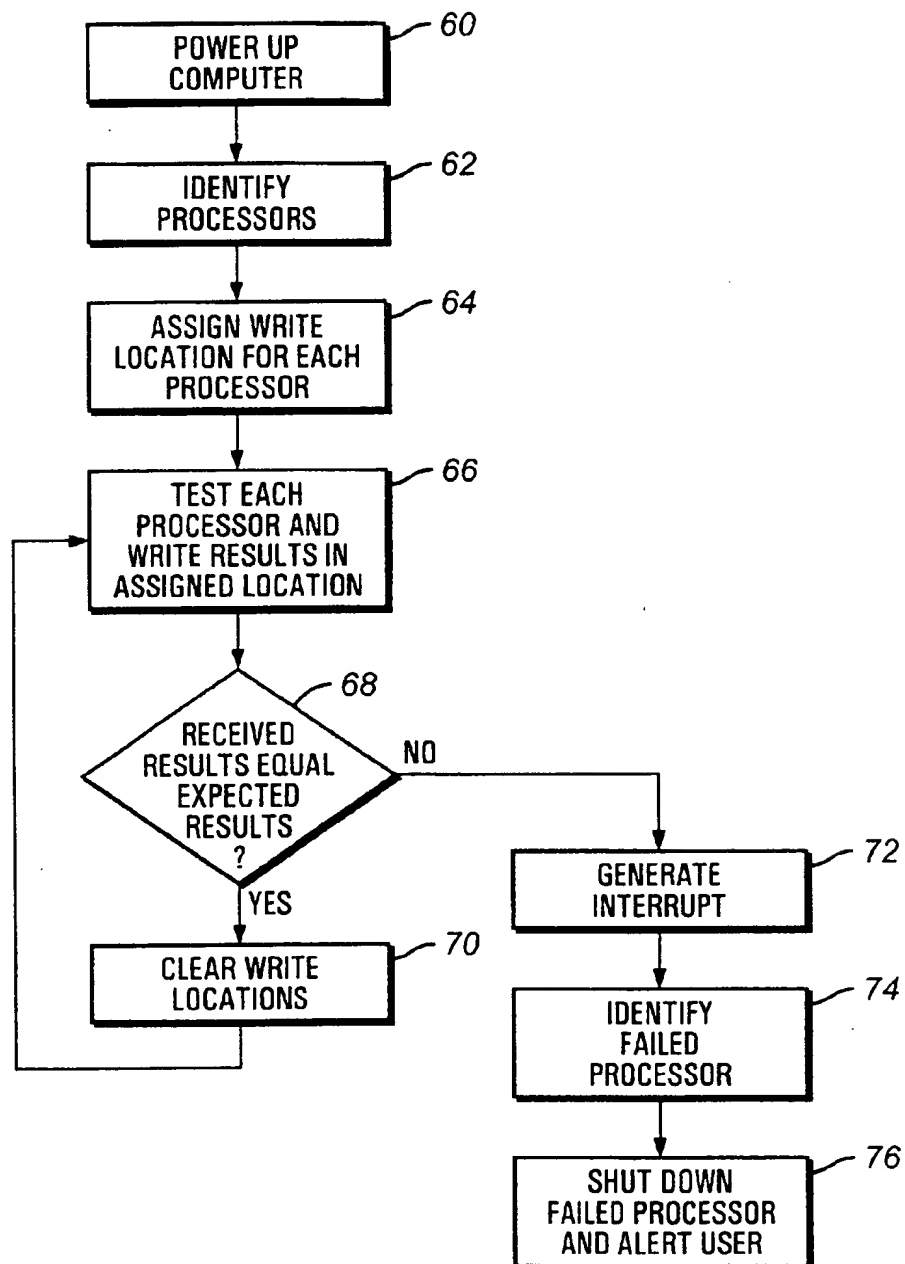 60
POWER UP
COMPUTER
62
IDENTIFY
PROCESSORS
64
ASSIGN WRITE
LOCATION FOR EACH
PROCESSOR
66
TEST EACH
PROCESSOR AND
WRITE RESULTS IN
ASSIGNED LOCATION
68
RECEIVED
RESULTS EQUAL
EXPECTED
RESULTS
?
NO
YES
70
CLEAR WRITE
LOCATIONS
72
GENERATE
INTERRUPT
74
IDENTIFY
FAILED
PROCESSOR
76
SHUT DOWN
FAILED PROCESSOR
AND ALERT USER